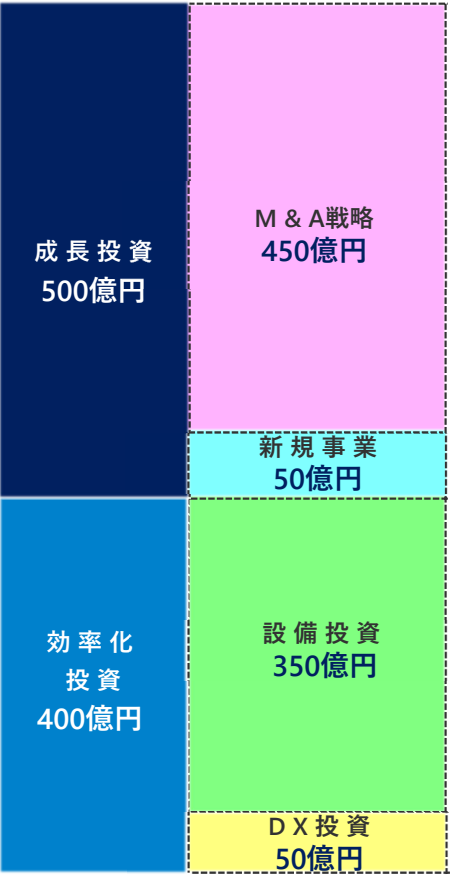 成長投資
500億円
M & A戦略
450億円
新規事業
50億円
効率化
投資
400億円
設備投資
350億円
DX投資
50億円